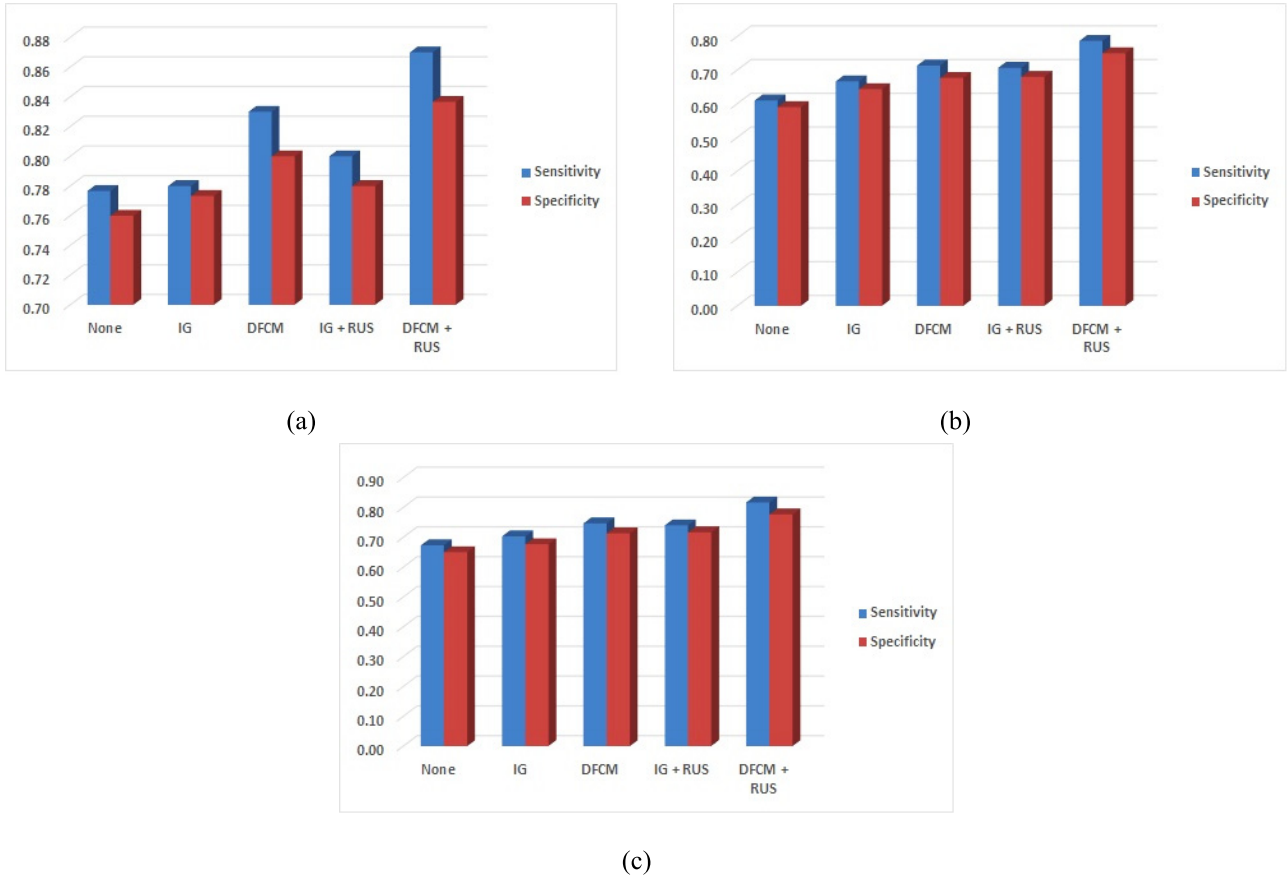 0.88
0.86
0.84
0.82
0.80
0.78
0.76
0.74
0.72
0.70
None IG DFCM IG + RUS DFCM +
RUS
Sensitivity
Specificity
(a)
0.80
0.70
0.60
0.50
0.40
0.30
0.20
0.10
0.00
None IG DFCM IG + RUS DFCM +
RUS
Sensitivity
Specificity
(b)
0.90
0.80
0.70
0.60
0.50
0.40
0.30
0.20
0.10
0.00
None IG DFCM IG + RUS DFCM +
RUS
Sensitivity
Specificity
(c)